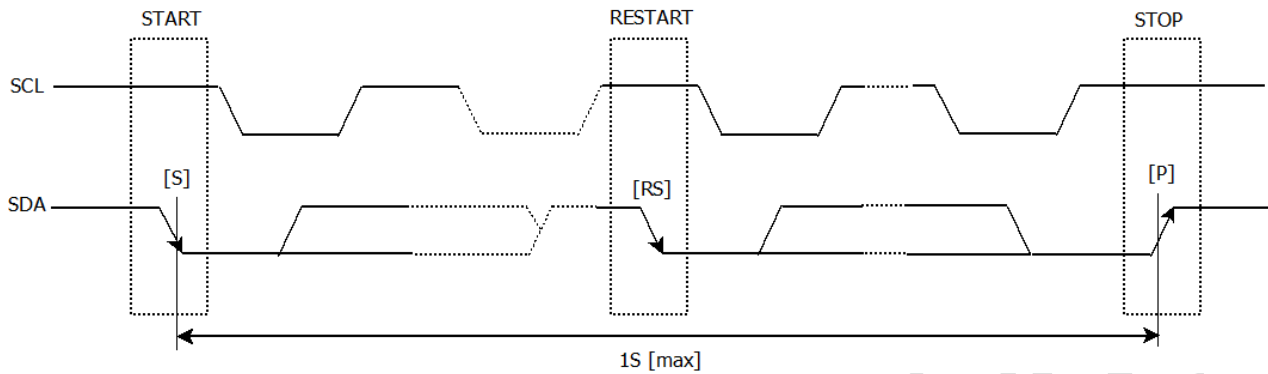 START RESTART STOP
SCL
[S] [RS] [P]
SDA
1S [max]